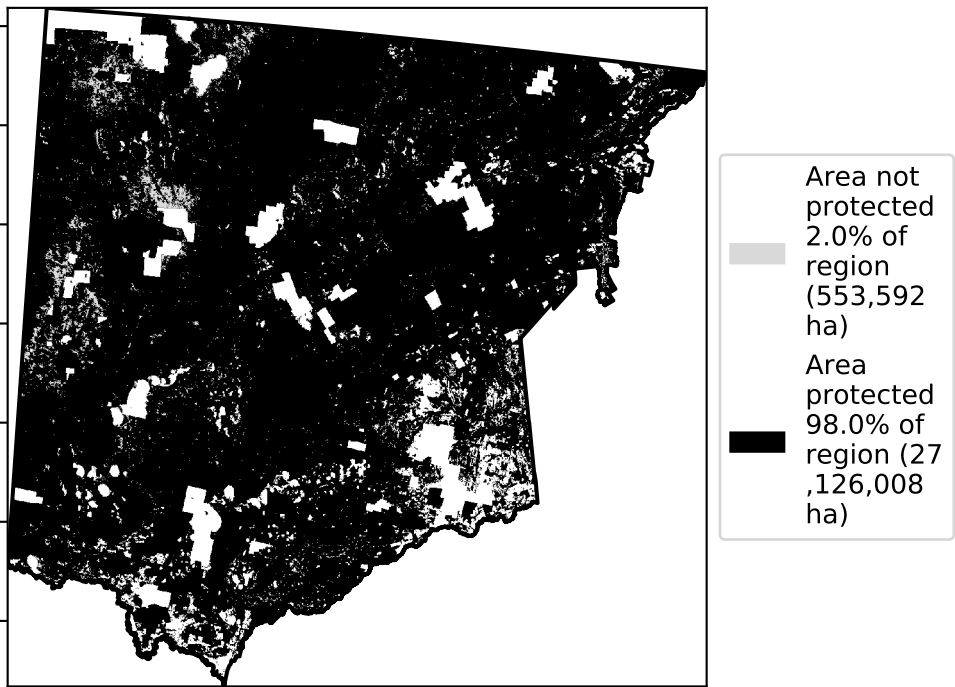 Area not
protected
2.0% of
region
(553,592
ha)
Area
protected
98.0% of
region (27
,126,008
ha)